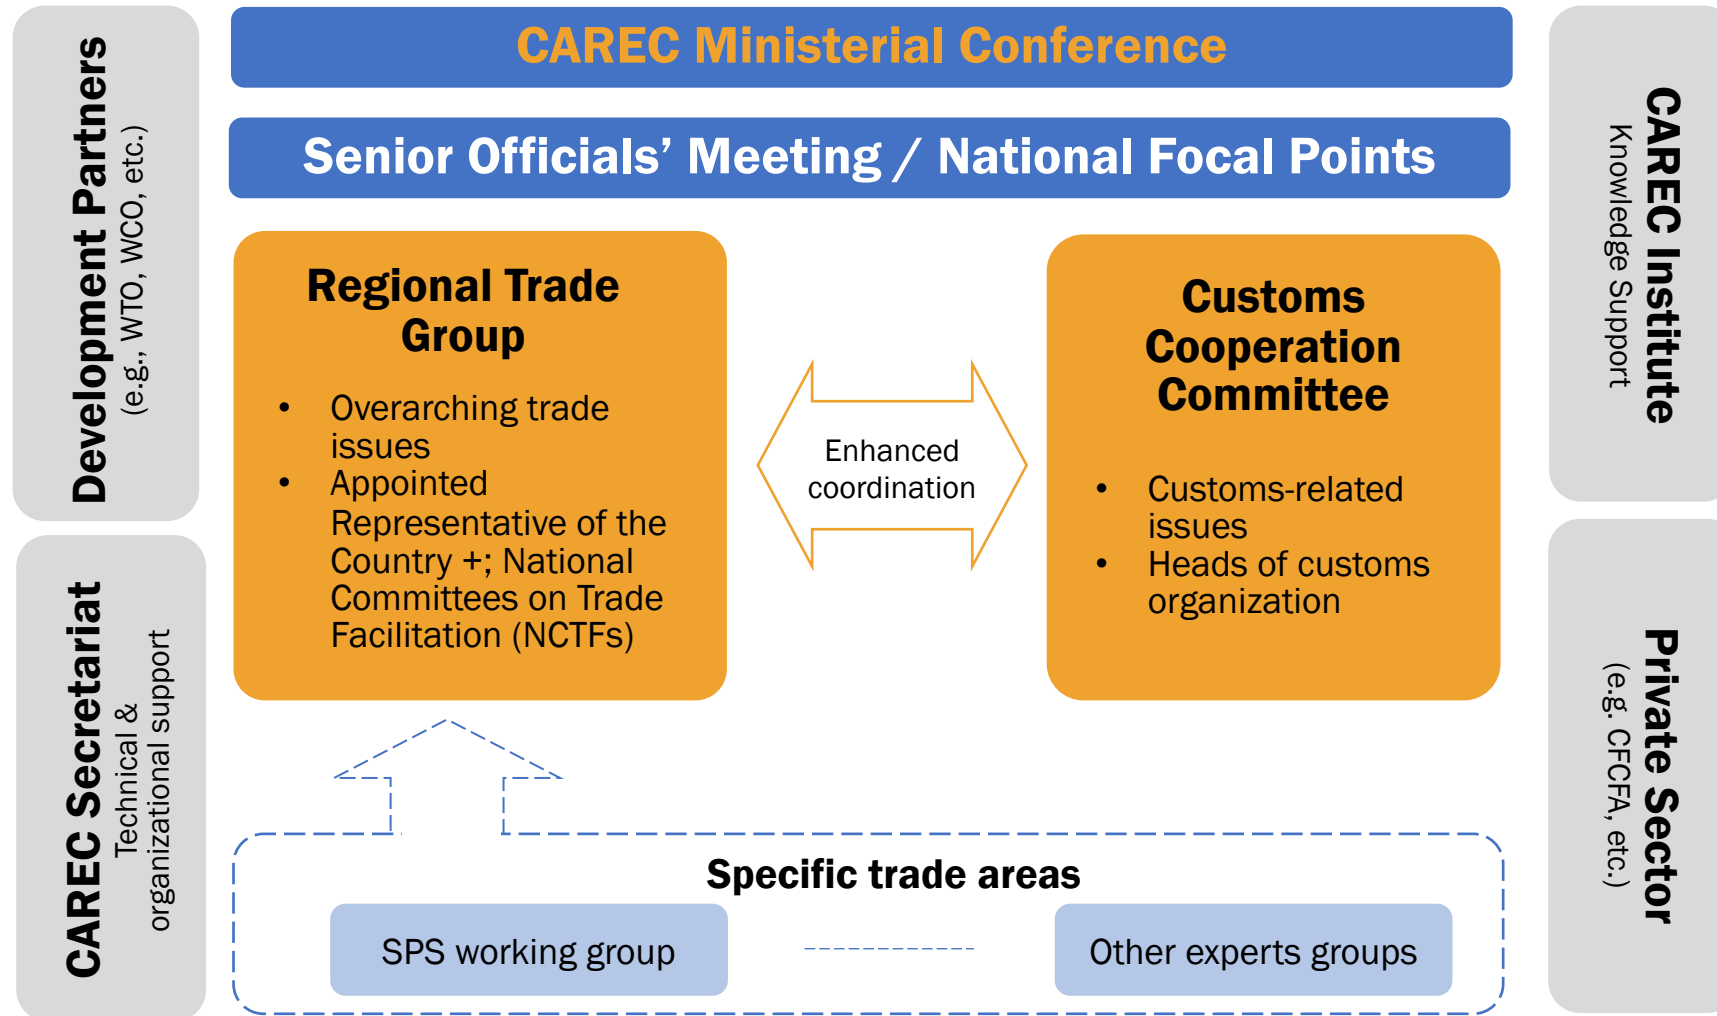 CAREC Ministerial Conference
Senior Officials’ Meeting / National Focal Points
Development Partners
(e.g., WTO, WCO, etc.)
CAREC Secretariat
Technical &
organizational support
Regional Trade
Group
• Overarching trade
issues
• Appointed
Representative of the
Country +; National
Committees on Trade
Facilitation (NCTFs)
Enhanced
coordination
Customs
Cooperation
Committee
• Customs-related
issues
• Heads of customs
organization
CAREC Institute
Knowledge Support
Private Sector
(e.g. CFCFA, etc.)
Specific trade areas
SPS working group
Other experts groups